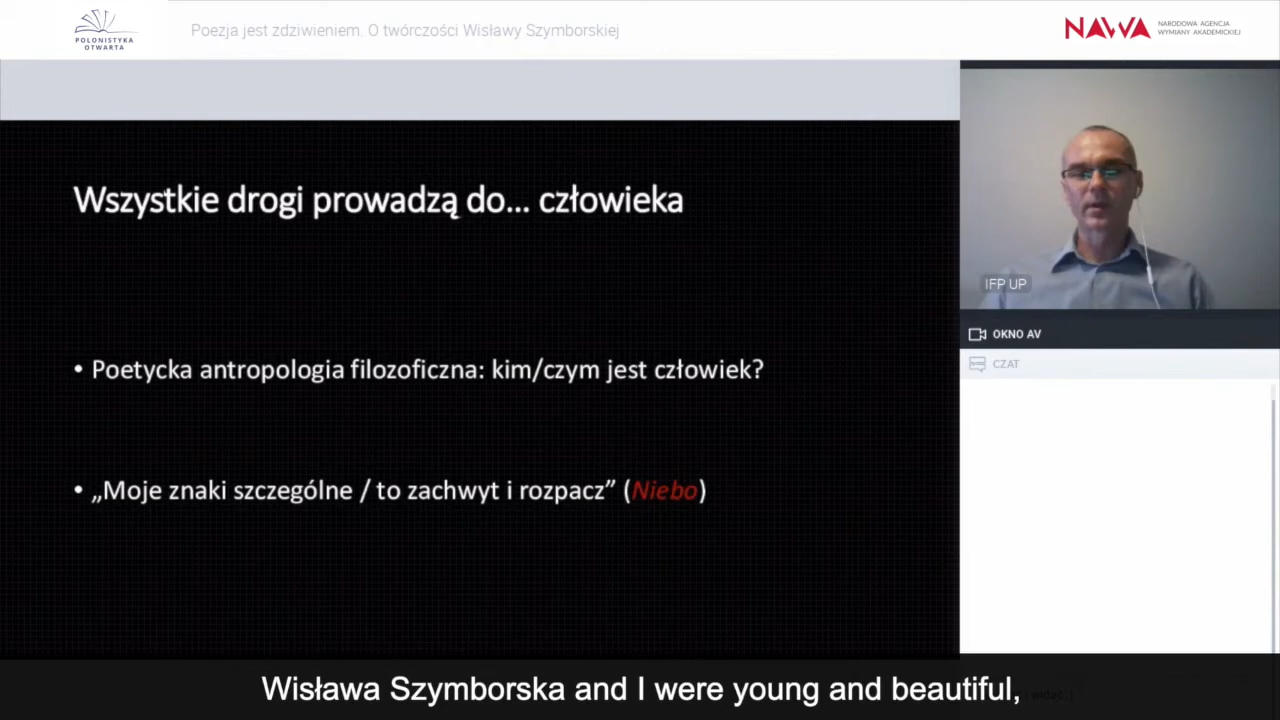 POLONISTYKA
OTWARTA
Poezja jest zdziwieniem. O twórczości Wisławy Szymborskiej
NAWA
NARODOWA AGENCJA
WYMIANY AKADEMICKIEJ
Wszystkie drogi prowadzą do... człowieka
• Poetycka antropologia filozoficzna: kim/czym jest człowiek?
• „Moje znaki szczególne / to zachwyt i rozpacz” (Niebo)
IFP UP
OKNO AV
CZAT
Wisława Szymborska and I were young and beautiful,